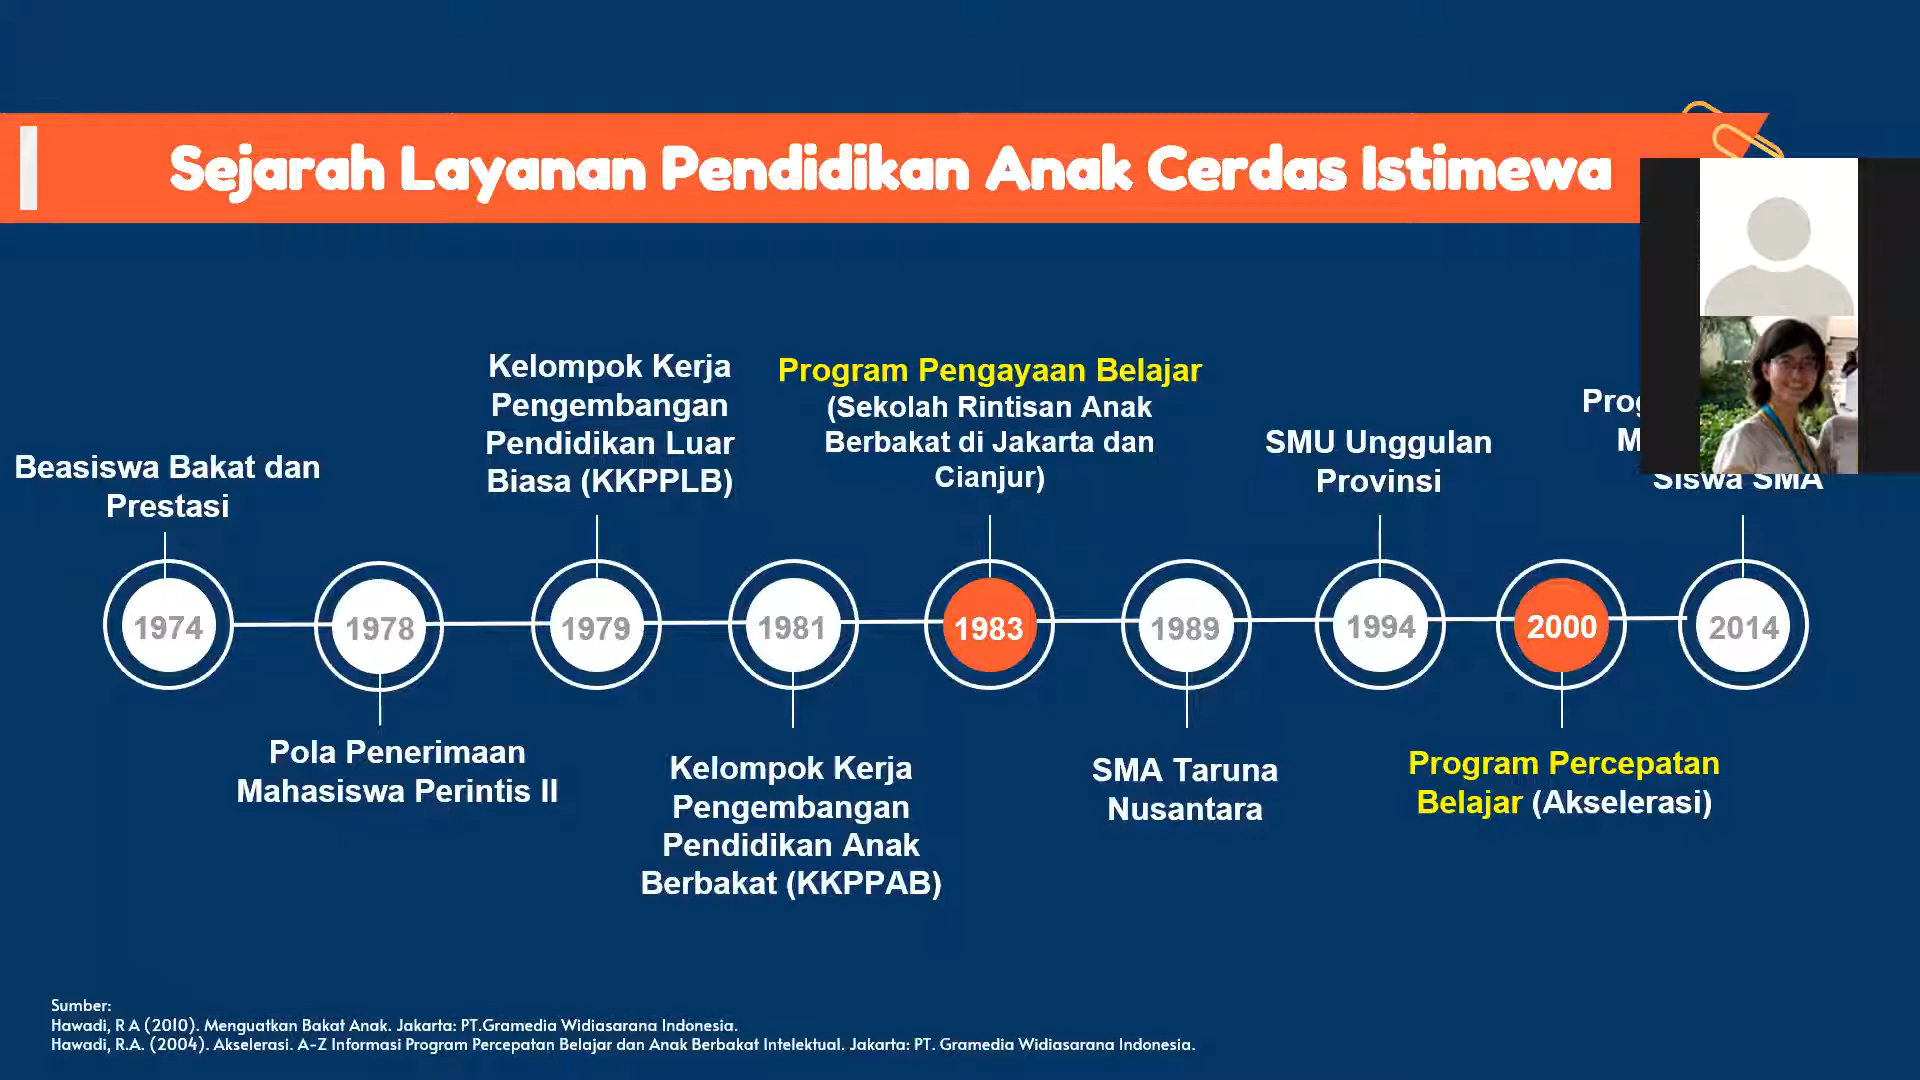 Sejarah Layanan Pendidikan Anak Cerdas Istimewa
Beasiswa Bakat dan
Prestasi
Kelompok Kerja
Pengembangan
Pendidikan Luar
Biasa (KKPPLB)
Program Pengayaan Belajar
(Sekolah Rintisan Anak
Berbakat di Jakarta dan
Cianjur)
SMU Unggulan
Provinsi
Siswa SMA
1974
1978
1979
1981
1983
1989
1994
2000
2014
Pola Penerimaan
Mahasiswa Perintis II
Kelompok Kerja
Pengembangan
Pendidikan Anak
Berbakat (KKPPAB)
SMA Taruna
Nusantara
Program Percepatan
Belajar (Akselerasi)
Sumber:
Hawadi, R A (2010). Menguatkan Bakat Anak. Jakarta: PT.Gramedia Widiasarana Indonesia.
Hawadi, R.A. (2004). Akselerasi. A-Z Informasi Program Percepatan Belajar dan Anak Berbakat Intelektual. Jakarta: PT. Gramedia Widiasarana Indonesia.